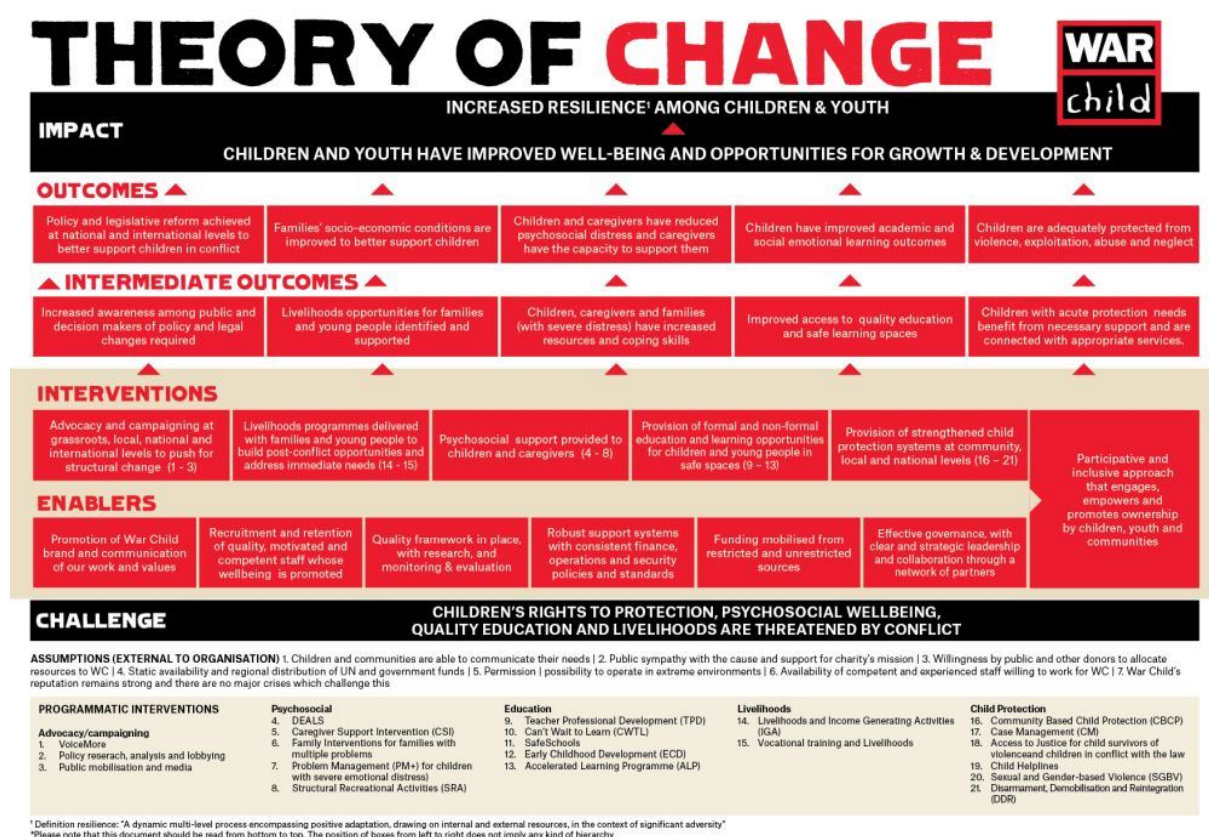 THEORY OF CHANGE
WAR
child
INCREASED RESILIENCE¹ AMONG CHILDREN & YOUTH
IMPACT
CHILDREN AND YOUTH HAVE IMPROVED WELL-BEING AND OPPORTUNITIES FOR GROWTH & DEVELOPMENT
OUTCOMES
Policy and legislative reform achieved
at national and international levels to
better support children in conflict
Families' socio-economic conditions are
improved to better support children
Children and caregivers have reduced
psychosocial distress and caregivers
have the capacity to support them
Children have improved academic and
social emotional learning outcomes
Children are adequately protected from
violence, exploitation, abuse and neglect
INTERMEDIATE OUTCOMES
Increased awareness among public and
decision makers of policy and legal
changes required
Livelihoods opportunities for families
and young people identified and
supported
Children, caregivers and families
(with severe distress) have increased
resources and coping skills
Improved access to quality education
and safe learning spaces
Children with acute protection needs
benefit from necessary support and are
connected with appropriate services.
INTERVENTIONS
Advocacy and campaigning at
grassroots, local, national and
international levels to push for
structural change (1 - 3)
Livelihoods programmes delivered
with families and young people to
build post-conflict opportunities and
address immediate needs (14 - 15)
Psychosocial support provided to
children and caregivers (4 - 8)
Provision of formal and non-formal
education and learning opportunities
for children and young people in
safe spaces (9 – 13)
Provision of strengthened child
protection systems at community,
local and national levels (16 – 21)
Participative and
inclusive approach
that engages,
empowers and
promotes ownership
by children, youth and
communities
ENABLERS
Promotion of War Child
brand and communication
of our work and values
Recruitment and retention
of quality, motivated and
competent staff whose
wellbeing is promoted
Quality framework in place,
with research, and
monitoring & evaluation
Robust support systems
with consistent finance,
operations and security
policies and standards
Funding mobilised from
restricted and unrestricted
sources
Effective governance, with
clear and strategic leadership
and collaboration through a
network of partners
CHALLENGE
CHILDREN'S RIGHTS TO PROTECTION, PSYCHOSOCIAL WELLBEING,
QUALITY EDUCATION AND LIVELIHOODS ARE THREATENED BY CONFLICT
ASSUMPTIONS (EXTERNAL TO ORGANISATION) 1. Children and communities are able to communicate their needs | 2. Public sympathy with the cause and support for charity's mission | 3. Willingness by public and other donors to allocate
resources to WC | 4. Static availability and regional distribution of UN and government funds | 5. Permission | possibility to operate in extreme environments | 6. Availability of competent and experienced staff willing to work for WC | 7. War Child's
reputation remains strong and there are no major crises which challenge this
PROGRAMMATIC INTERVENTIONS
Advocacy/campaigning
1. VoiceMore
2. Policy reserach, analysis and lobbying
3. Public mobilisation and media
Psychosocial
4. DEALS
5. Caregiver Support Intervention (CSI)
6. Family Interventions for families with
multiple problems
7. Problem Management (PM+) for children
with severe emotional distress)
8. Structural Recreational Activities (SRA)
Education
9. Teacher Professional Development (TPD)
10. Can't Wait to Learn (CWTL)
11. SafeSchools
12. Early Childhood Development (ECD)
13. Accelerated Learning Programme (ALP)
Livelihoods
14. Livelihoods and Income Generating Activities
(IGA)
15. Vocational training and Livelihoods
Child Protection
16. Community Based Child Protection (CBCP)
17. Case Management (CM)
18. Access to Justice for child survivors of
violenceand children in conflict with the law
19. Child Helplines
20. Sexual and Gender-based Violence (SGBV)
21. Disarmament, Demobilisation and Reintegration
(DDR)
¹ Definition resilience: "A dynamic multi-level process encompassing positive adaptation, drawing on internal and external resources, in the context of significant adversity"
*Please note that this document should be read from bottom to top. The position of boxes from left to right does not imply any kind of hierarchy